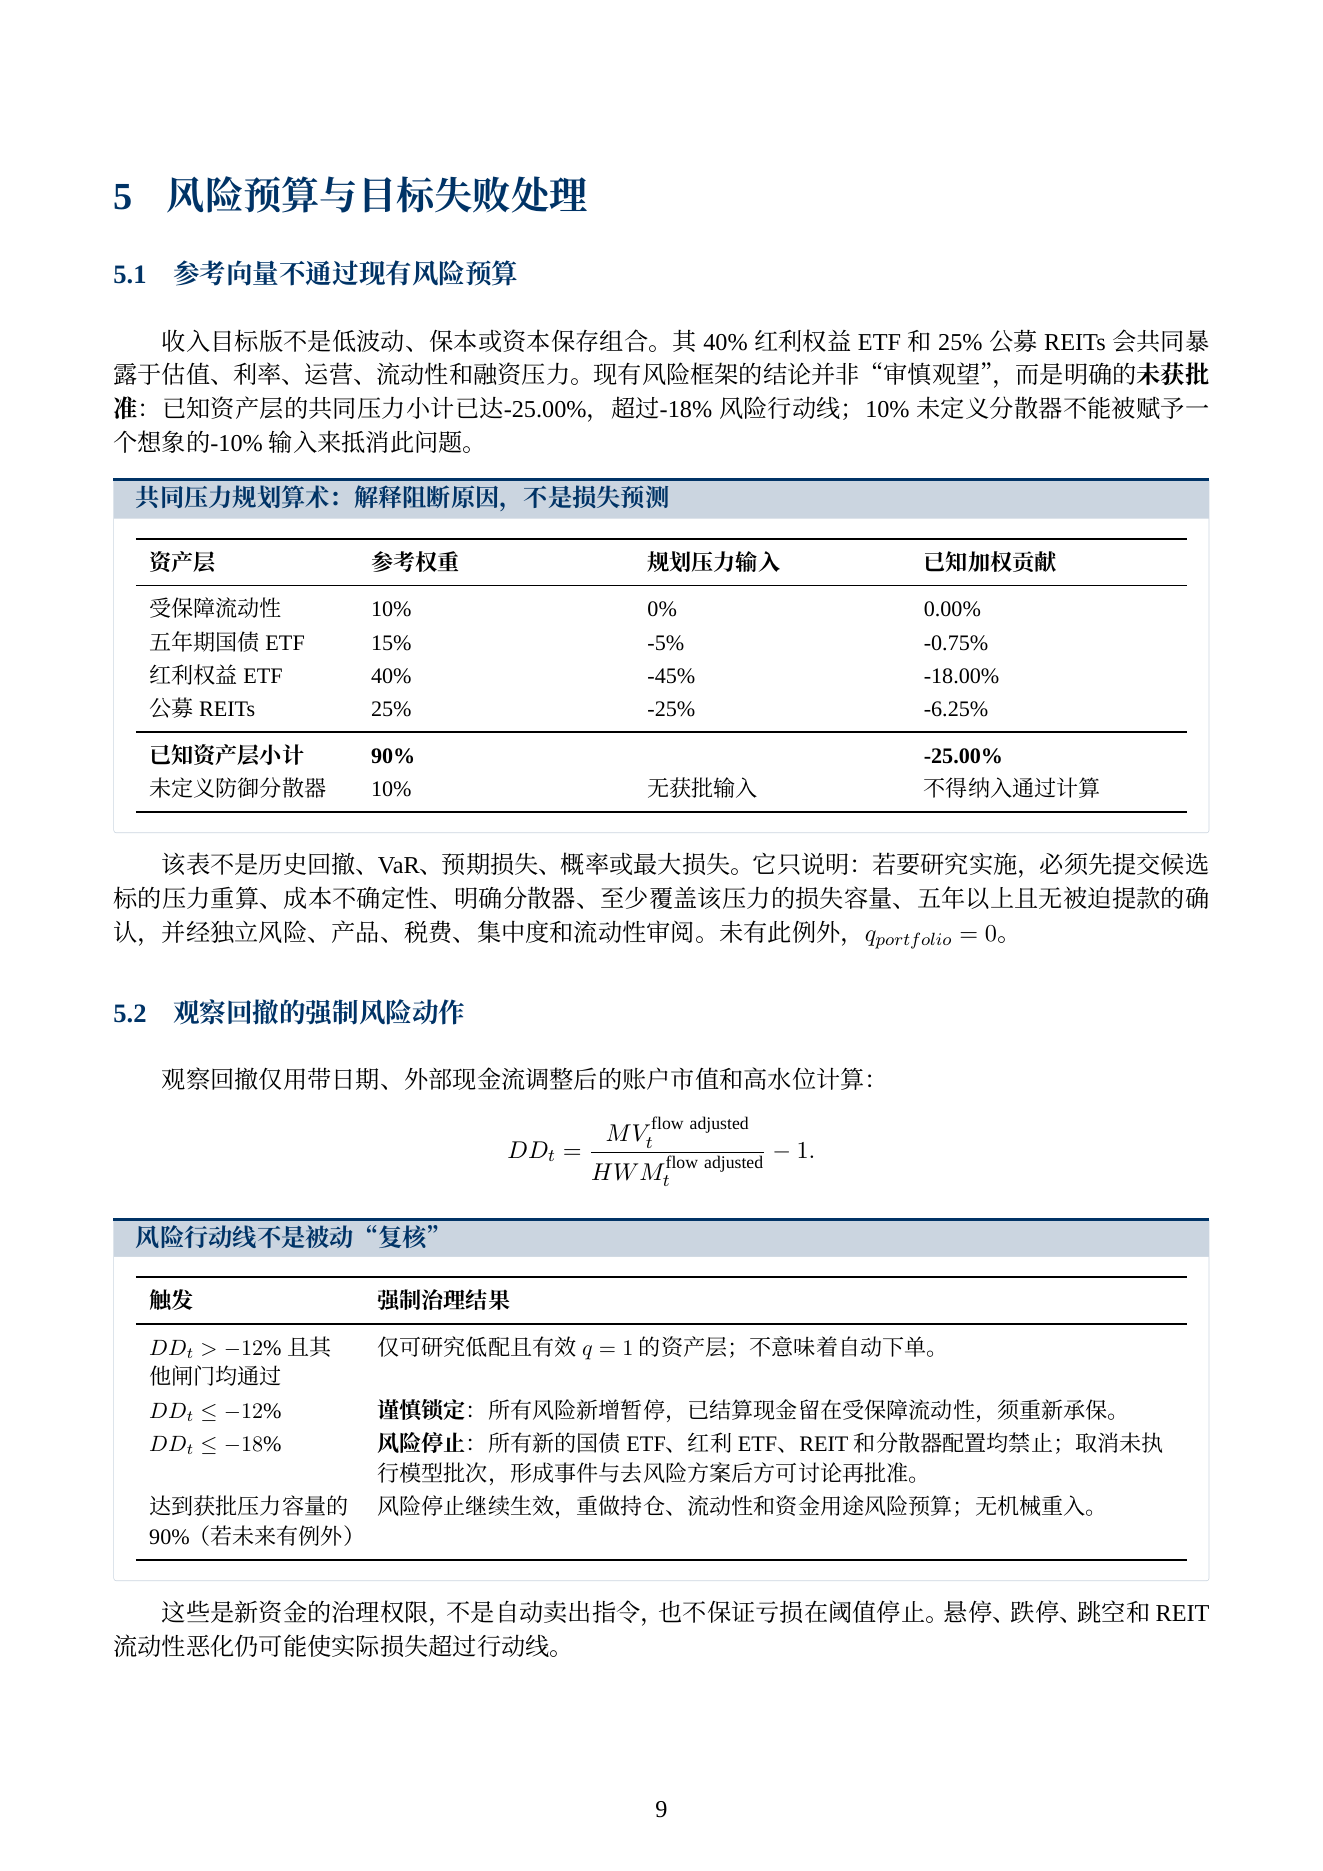 5 风险预算与目标失败处理
5.1 参考向量不通过现有风险预算
收入目标版不是低波动、保本或资本保存组合。其 40% 红利权益 ETF 和 25% 公募 REITs 会共同暴
露于估值、利率、运营、流动性和融资压力。现有风险框架的结论并非“审慎观望”，而是明确的未获批
准：已知资产层的共同压力小计已达-25.00%，超过-18% 风险行动线；10% 未定义分散器不能被赋予一
个想象的-10% 输入来抵消此问题。
共同压力规划算术：解释阻断原因，不是损失预测
资产层 参考权重 规划压力输入 已知加权贡献
受保障流动性 10% 0% 0.00%
五年期国债 ETF 15% -5% -0.75%
红利权益 ETF 40% -45% -18.00%
公募 REITs 25% -25% -6.25%
已知资产层小计 90% -25.00%
未定义防御分散器 10% 无获批输入 不得纳入通过计算
该表不是历史回撤、VaR、预期损失、概率或最大损失。它只说明：若要研究实施，必须先提交候选
标的压力重算、成本不确定性、明确分散器、至少覆盖该压力的损失容量、五年以上且无被迫提款的确
认，并经独立风险、产品、税费、集中度和流动性审阅。未有此例外，$q_{portfolio} = 0$。
5.2 观察回撤的强制风险动作
观察回撤仅用带日期、外部现金流调整后的账户市值和高水位计算：
$DD_t = \frac{MV_t^{\text{flow adjusted}}}{HWM_t^{\text{flow adjusted}}} - 1.$
风险行动线不是被动“复核”
触发 强制治理结果
$DD_t > -12\%$ 且其 仅可研究低配且有效 $q = 1$ 的资产层；不意味着自动下单。
他闸门均通过
$DD_t \leq -12\%$ 谨慎锁定：所有风险新增暂停，已结算现金留在受保障流动性，须重新承保。
$DD_t \leq -18\%$ 风险停止：所有新的国债 ETF、红利 ETF、REIT 和分散器配置均禁止；取消未执
行模型批次，形成事件与去风险方案后方可讨论再批准。
达到获批压力容量的 风险停止继续生效，重做持仓、流动性和资金用途风险预算；无机械重入。
90%（若未来有例外）
这些是新资金的治理权限，不是自动卖出指令，也不保证亏损在阈值停止。悬停、跌停、跳空和 REIT
流动性恶化仍可能使实际损失超过行动线。
9